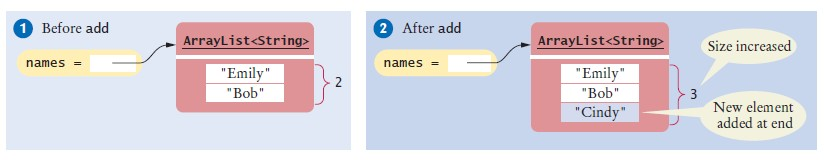 1 Before add
ArrayList<String>
names =
"Emily"
"Bob"
2
2 After add
ArrayList<String>
names =
"Emily"
"Bob"
"Cindy"
3
Size increased
New element
added at end